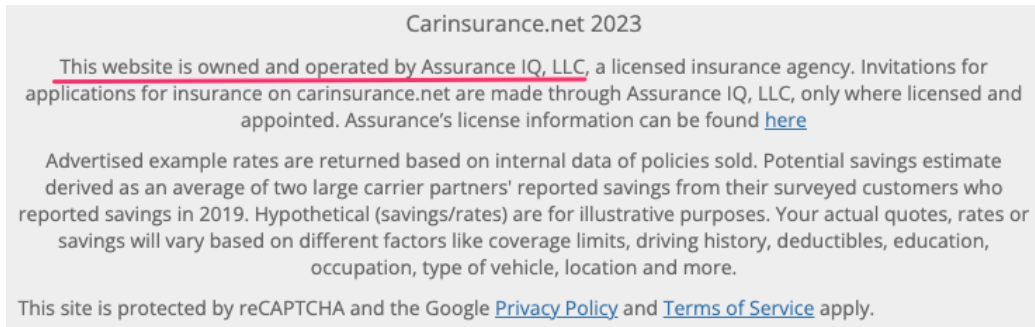 Carinsurance.net 2023
This website is owned and operated by Assurance IQ, LLC, a licensed insurance agency. Invitations for
applications for insurance on carinsurance.net are made through Assurance IQ, LLC, only where licensed and
appointed. Assurance's license information can be found here
Advertised example rates are returned based on internal data of policies sold. Potential savings estimate
derived as an average of two large carrier partners' reported savings from their surveyed customers who
reported savings in 2019. Hypothetical (savings/rates) are for illustrative purposes. Your actual quotes, rates or
savings will vary based on different factors like coverage limits, driving history, deductibles, education,
occupation, type of vehicle, location and more.
This site is protected by reCAPTCHA and the Google Privacy Policy and Terms of Service apply.